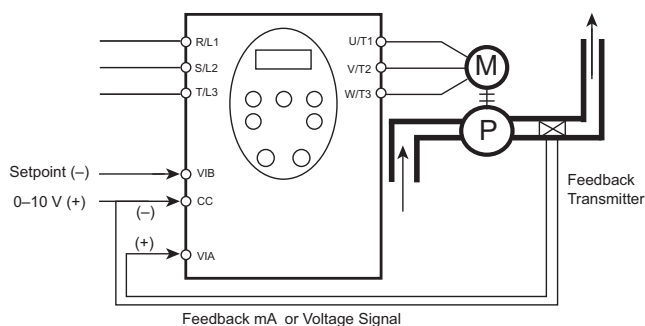 R/L1
U/T1
S/L2
V/T2
T/L3
W/T3
M
P
Setpoint (–)
VIB
0–10 V (+)
(–)
CC
(+)
VIA
Feedback
Transmitter
Feedback mA or Voltage Signal